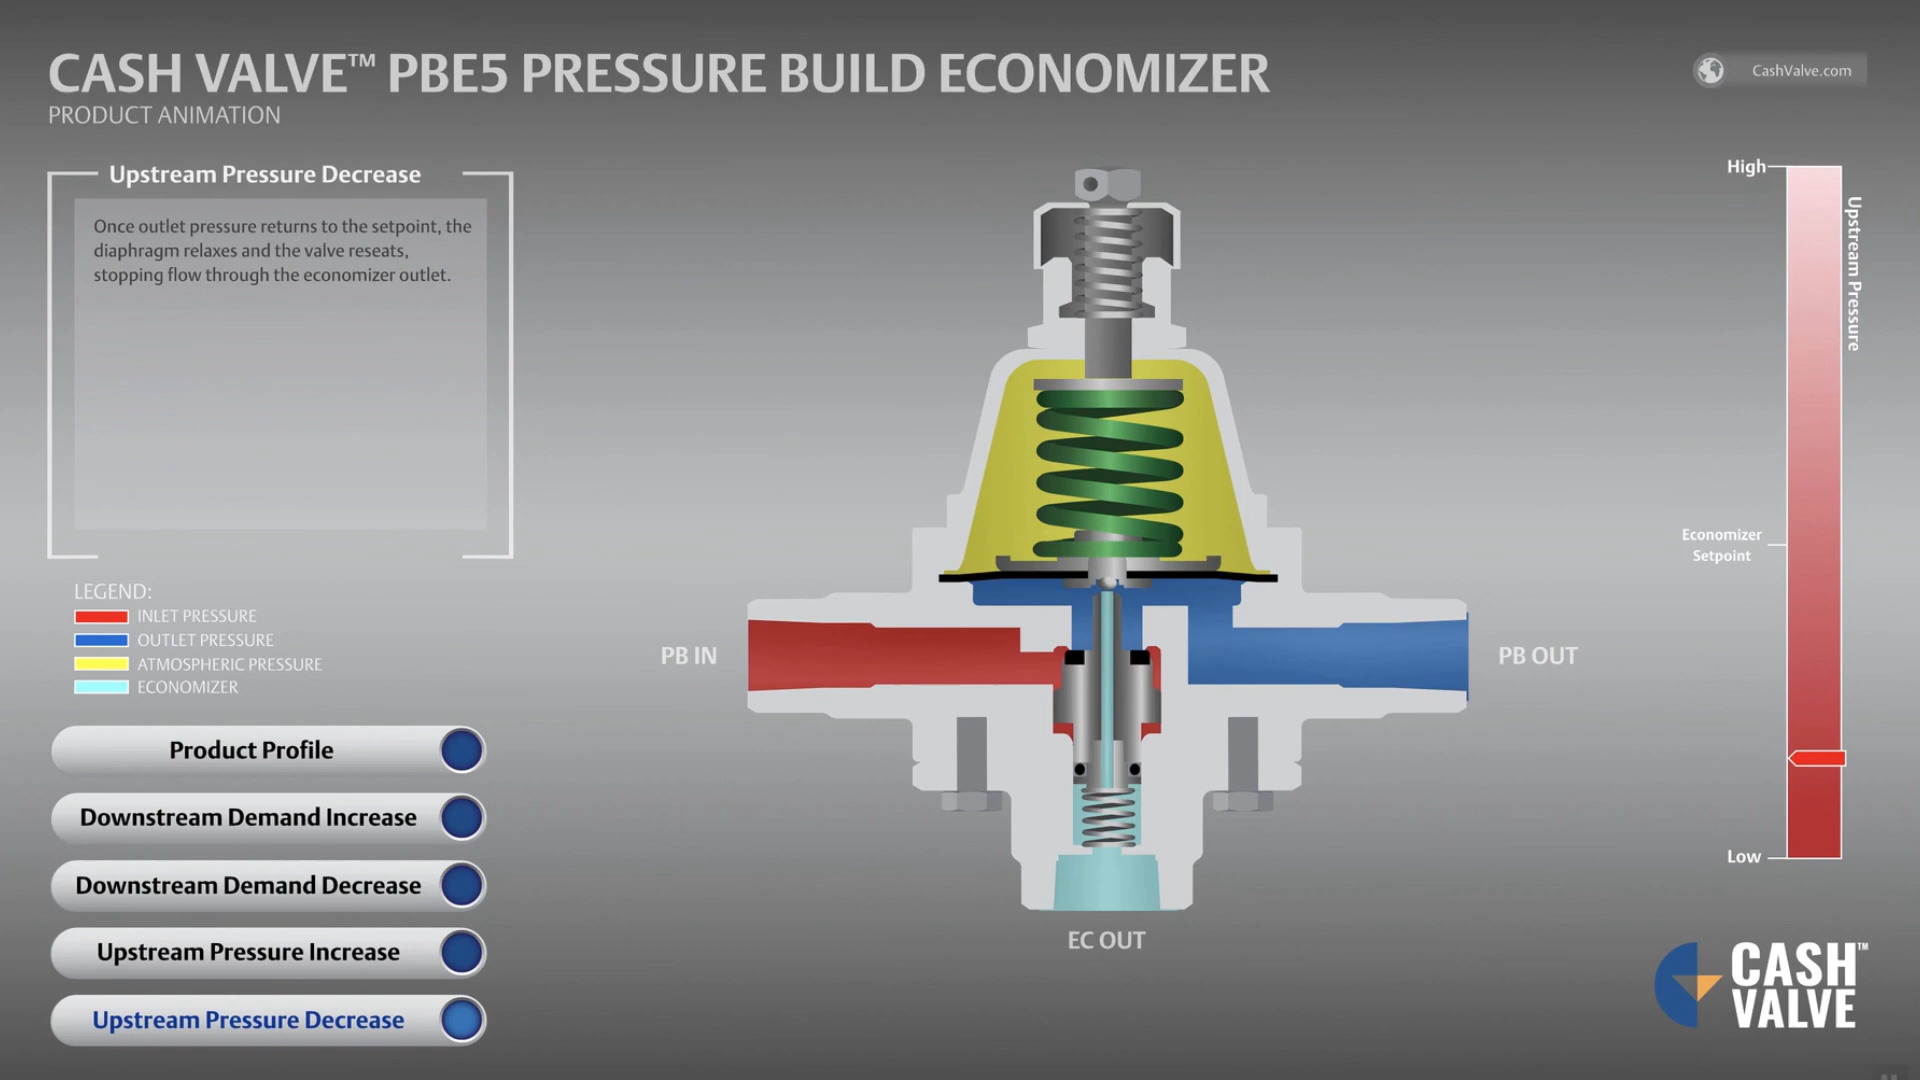 CASH VALVE™ PBE5 PRESSURE BUILD ECONOMIZER
PRODUCT ANIMATION
CashValve.com
Upstream Pressure Decrease
Once outlet pressure returns to the setpoint, the
diaphragm relaxes and the valve reseats,
stopping flow through the economizer outlet.
LEGEND:
INLET PRESSURE
OUTLET PRESSURE
ATMOSPHERIC PRESSURE
ECONOMIZER
Product Profile
Downstream Demand Increase
Downstream Demand Decrease
Upstream Pressure Increase
Upstream Pressure Decrease
PB IN
PB OUT
EC OUT
High
Upstream Pressure
Economizer
Setpoint
Low
CASH™
VALVE